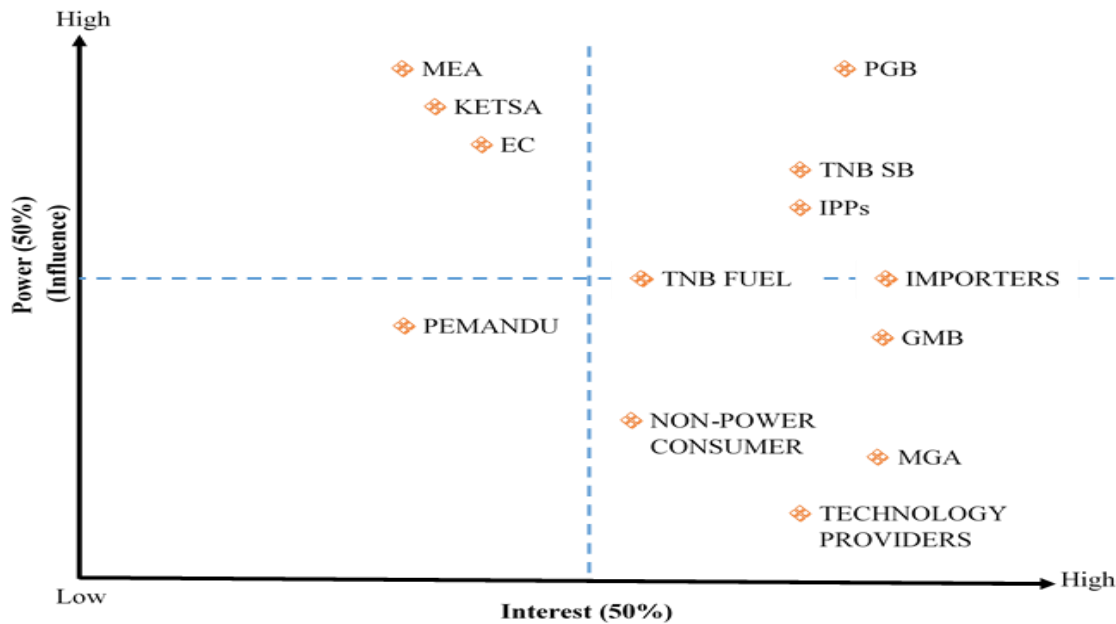 High
MEA
PGB
KETSA
EC
TNB SB
IPPs
Power (50%)
(Influence)
TNB FUEL
IMPORTERS
PEMANDU
GMB
NON-POWER
CONSUMER
MGA
TECHNOLOGY
PROVIDERS
Low
Interest (50%)
High